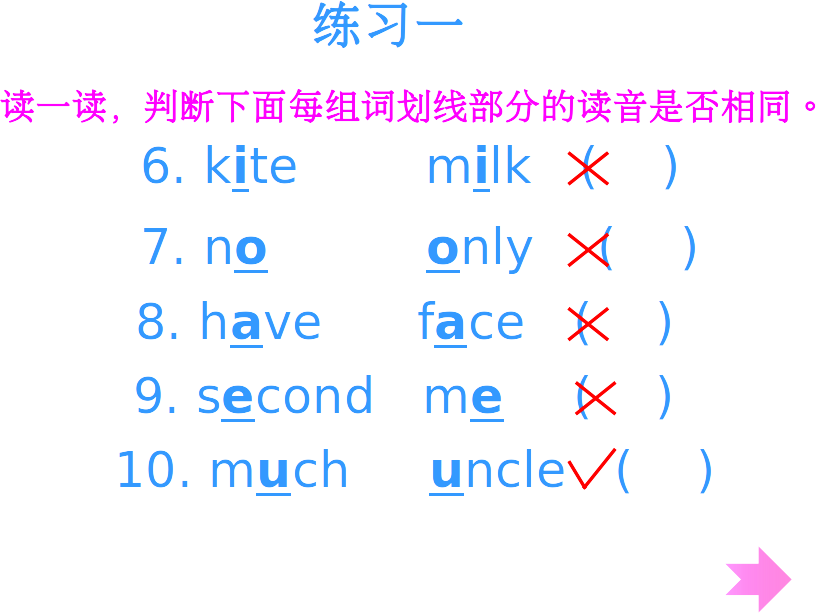 练习一
读一读，判断下面每组词划线部分的读音是否相同。
6. kite milk ( )
7. no only ( )
8. have face ( )
9. second me ( )
10. much uncle ( )